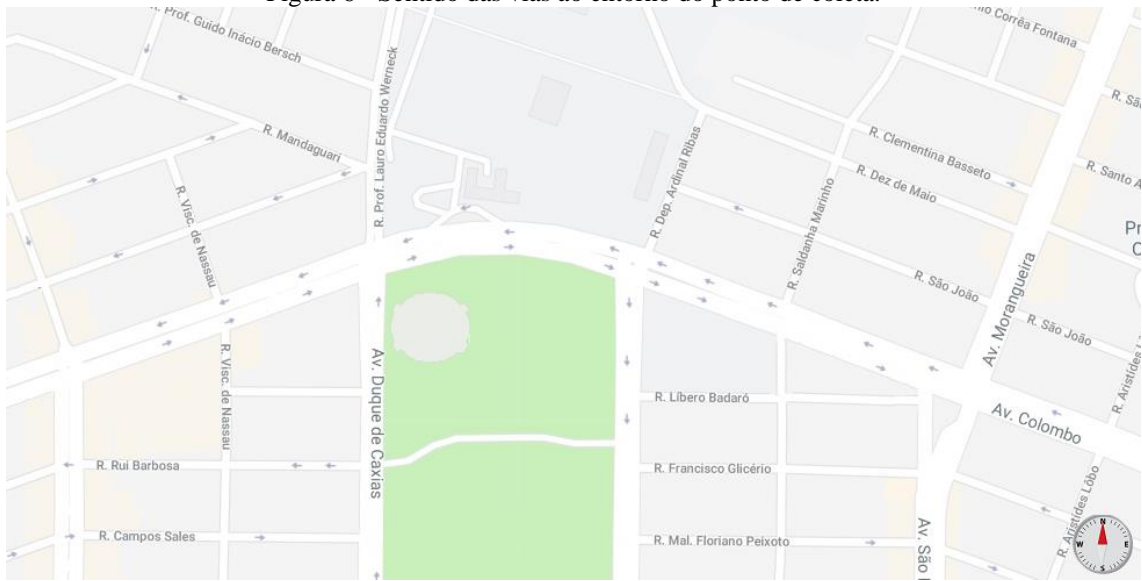 R. Prof. Guido Inácio Bersch
Corrêa Fontana
R. Prof. Lauro Eduardo Werneck
R. Mandaguari
R. Dep. Ardinal Ribas
R. Clementina Basseto
R. Santo A
R. Dez de Maio
R. Visc. de Nassau
R. Saldanha Marinho
R. São João
Av. Morangueira
R. São João
R. Visc. de Nassau
Av. Duque de Caxias
R. Líbero Badaró
Av. Colombo
R. Rui Barbosa
R. Francisco Glicério
R. Aristides Lôbo
R. Campos Sales
R. Mal. Floriano Peixoto
Av. São
N
W
E
S